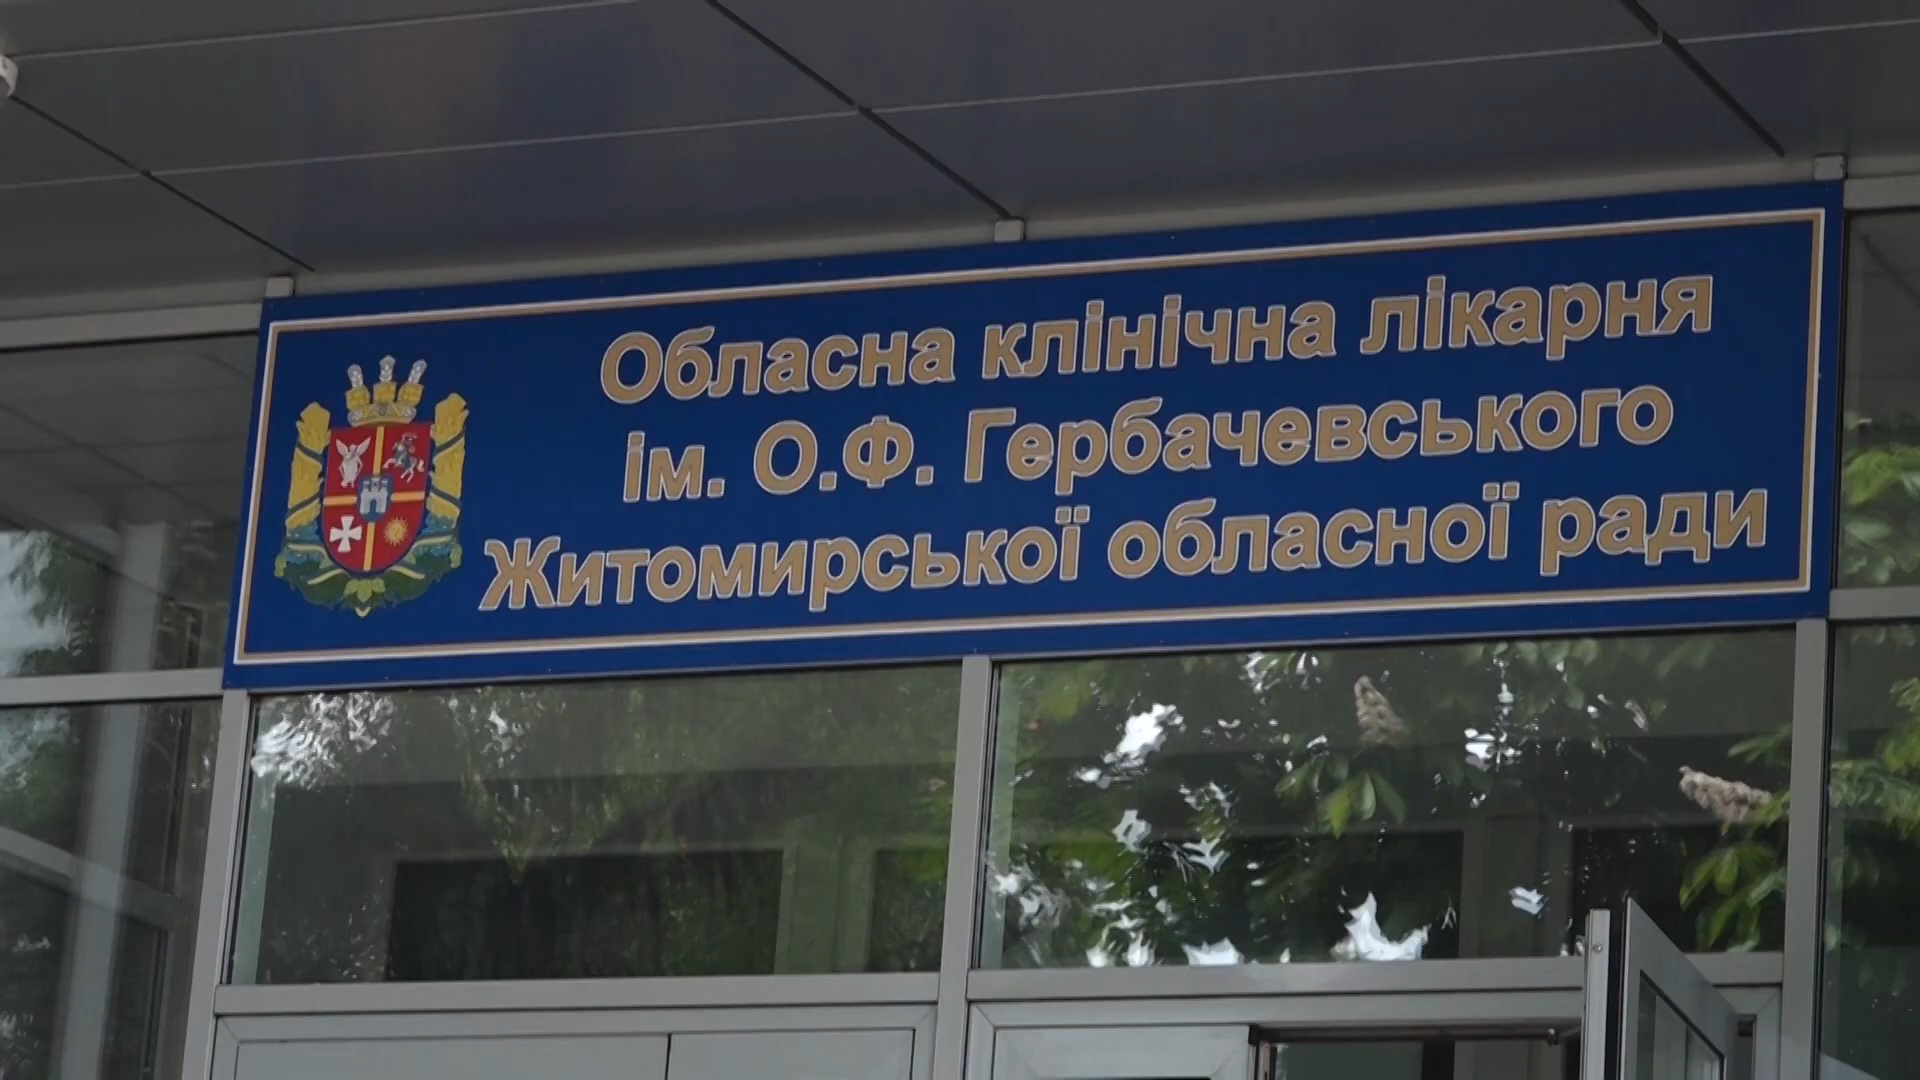 Обласна клінічна лікарня
ім. О.Ф. Гербачевського
Житомирської обласної ради